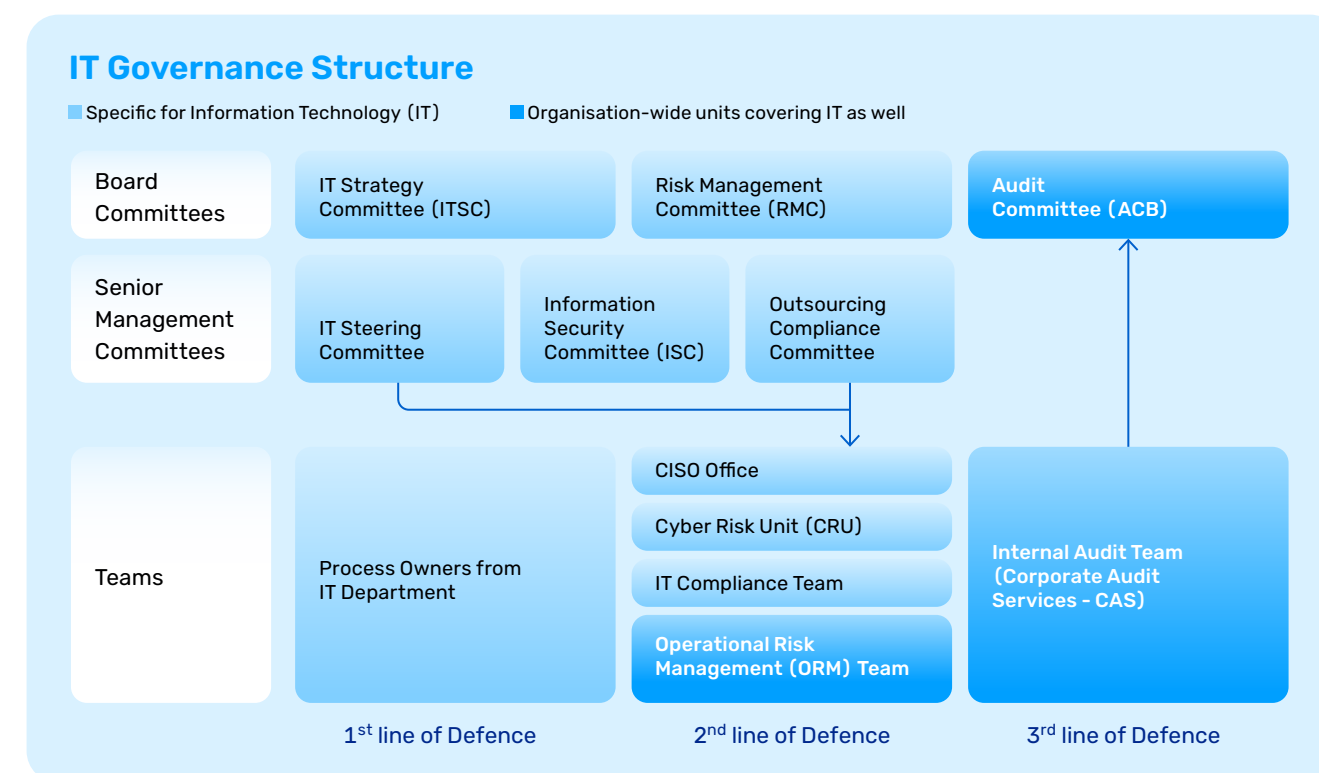 IT Governance Structure
Specific for Information Technology (IT)
Organisation-wide units covering IT as well
Board
Committees
IT Strategy
Committee (ITSC)
Risk Management
Committee (RMC)
Audit
Committee (ACB)
Senior
Management
Committees
IT Steering
Committee
Information
Security
Committee (ISC)
Outsourcing
Compliance
Committee
Teams
Process Owners from
IT Department
CISO Office
Cyber Risk Unit (CRU)
IT Compliance Team
Operational Risk
Management (ORM) Team
Internal Audit Team
(Corporate Audit
Services - CAS)
1st line of Defence
2nd line of Defence
3rd line of Defence